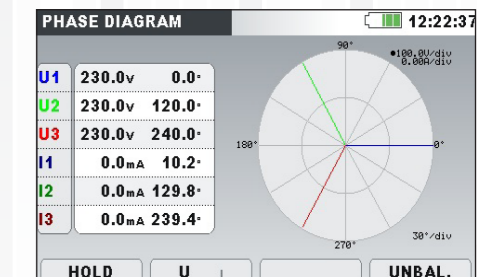 PHASE DIAGRAM 12:22:37
90°
●100.0V/div
0.00A/div
U1 230.0v 0.0°
U2 230.0v 120.0°
U3 230.0v 240.0°
I1 0.0mA 10.2°
I2 0.0mA 129.8°
I3 0.0mA 239.4°
180°
0°
270°
30°/div
HOLD U UNBAL.